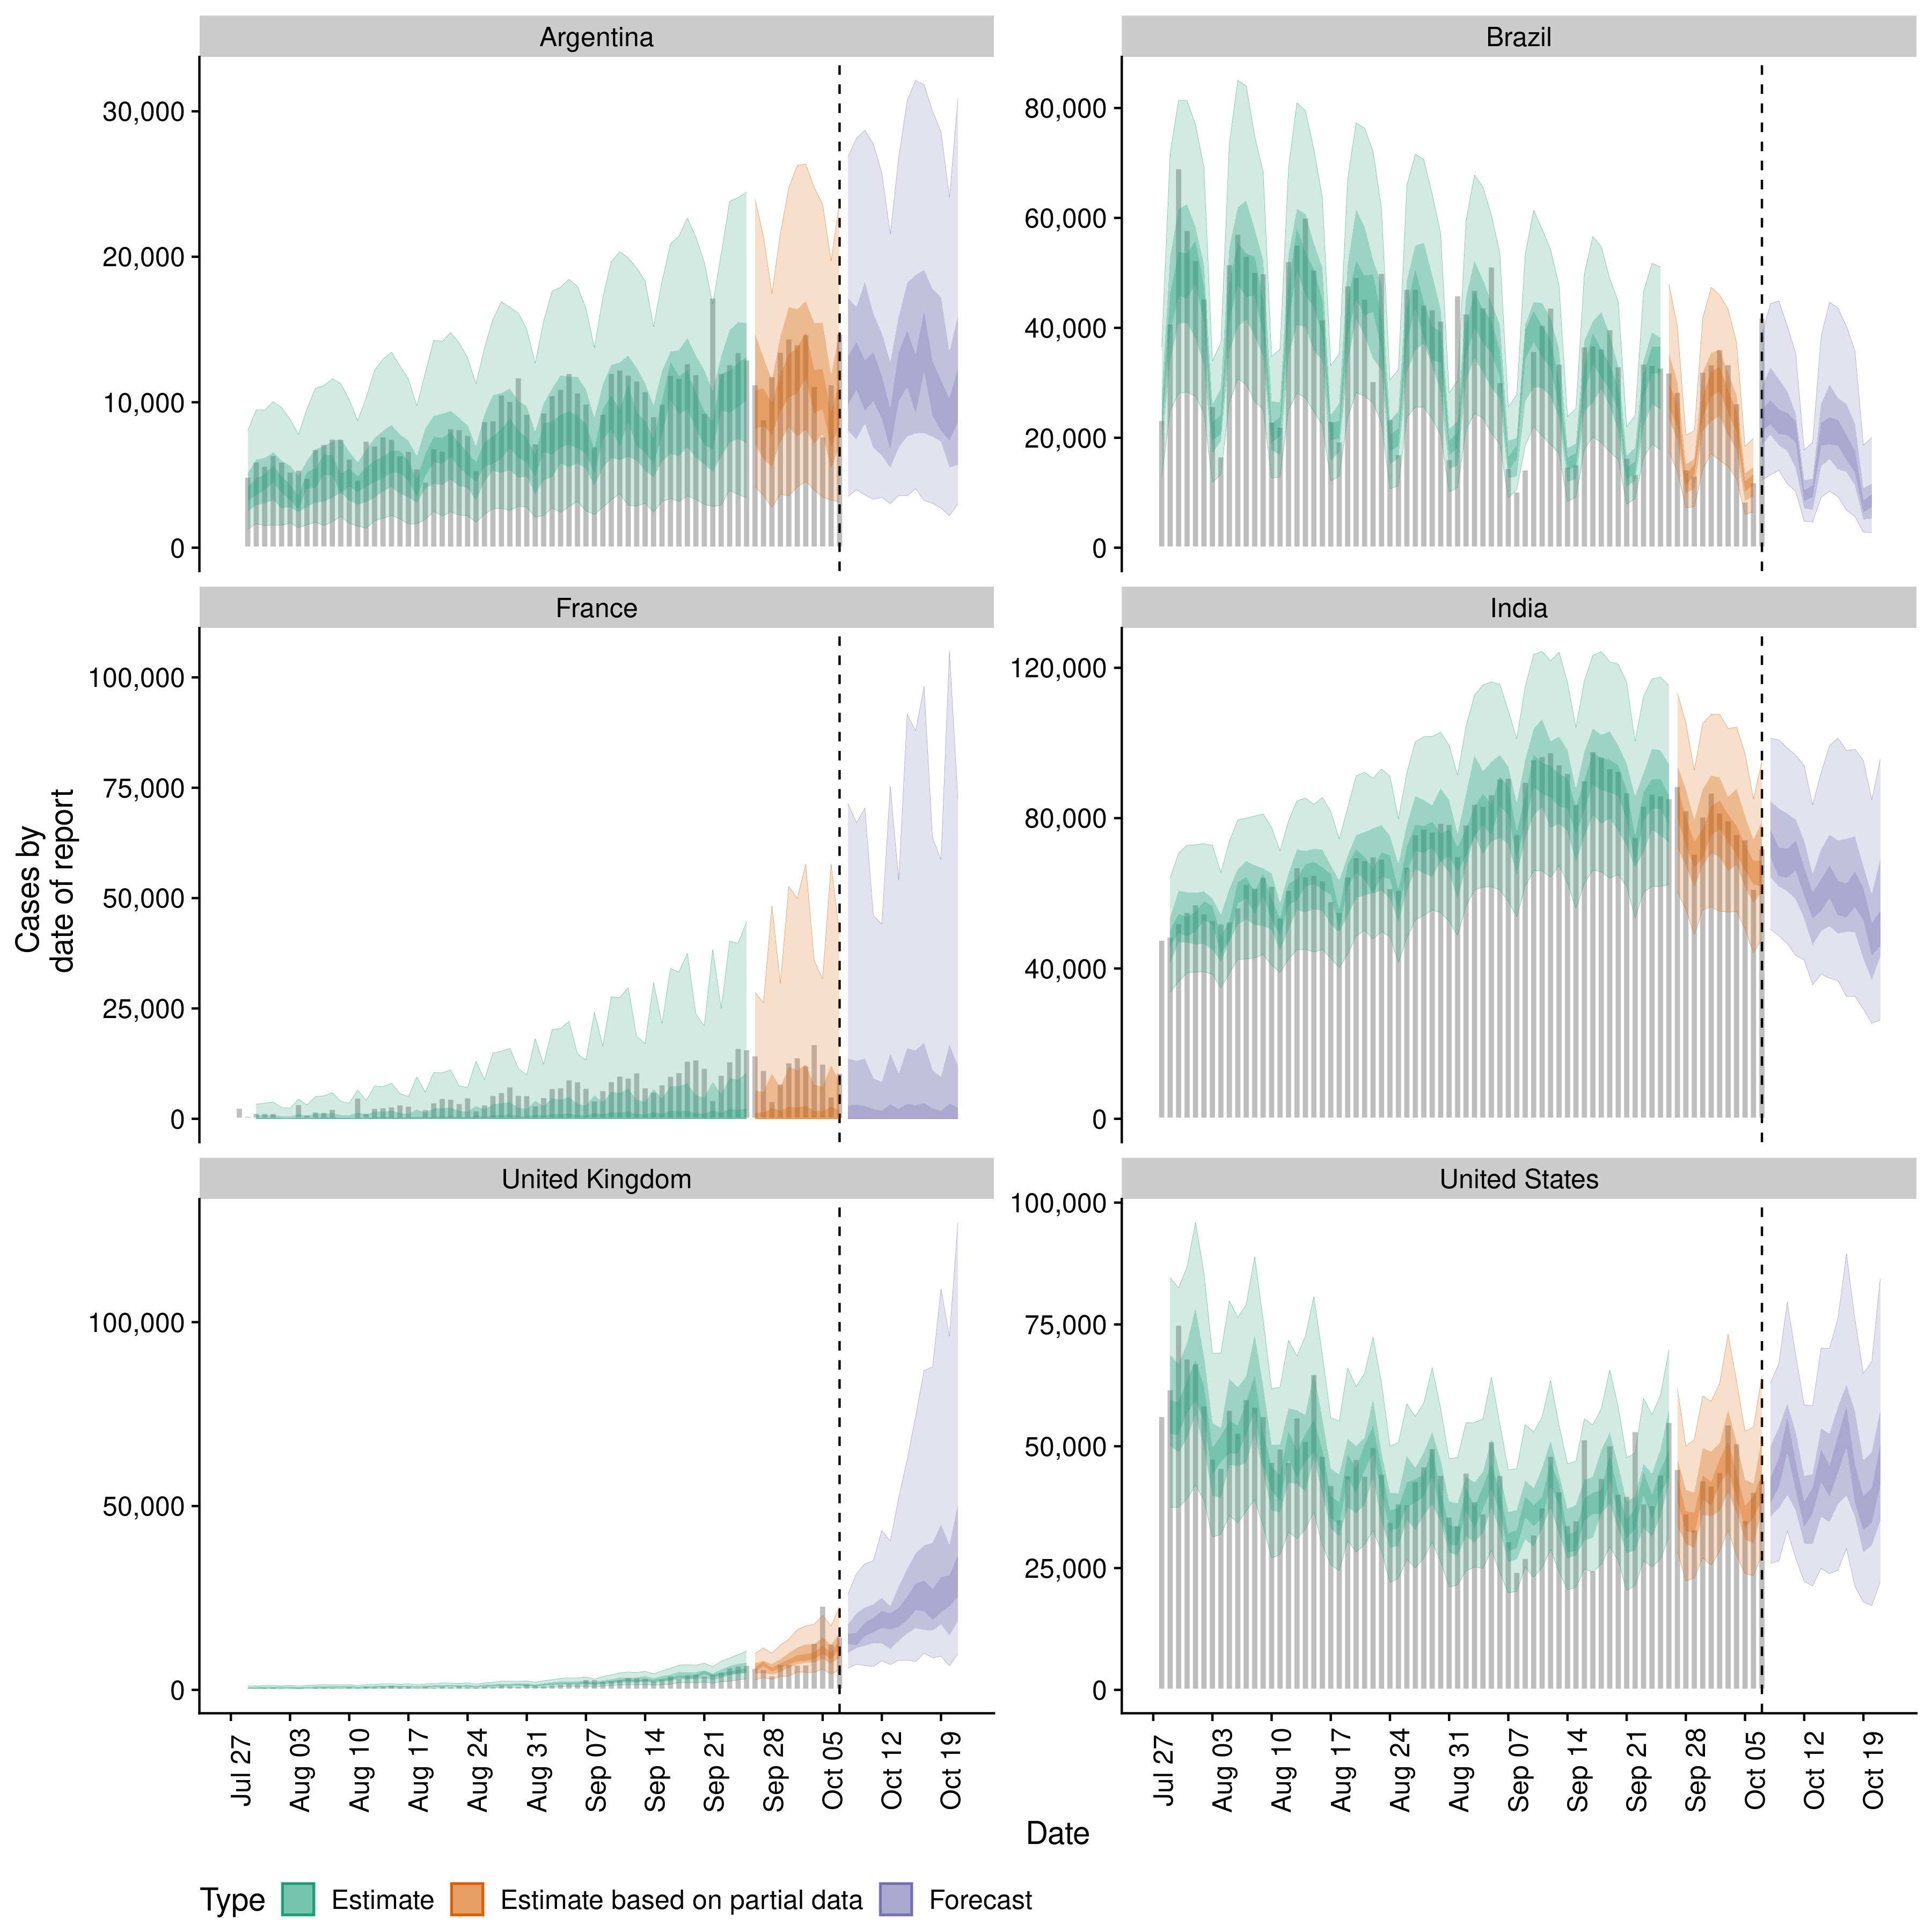 Argentina
Brazil
30,000
20,000
10,000
0
80,000
60,000
40,000
20,000
0
France
India
100,000
75,000
50,000
25,000
0
120,000
80,000
40,000
0
Cases by
date of report
United Kingdom
United States
100,000
50,000
0
100,000
75,000
50,000
25,000
0
Jul 27
Aug 03
Aug 10
Aug 17
Aug 24
Aug 31
Sep 07
Sep 14
Sep 21
Sep 28
Oct 05
Oct 12
Oct 19
Jul 27
Aug 03
Aug 10
Aug 17
Aug 24
Aug 31
Sep 07
Sep 14
Sep 21
Sep 28
Oct 05
Oct 12
Oct 19
Date
Type Estimate Estimate based on partial data Forecast